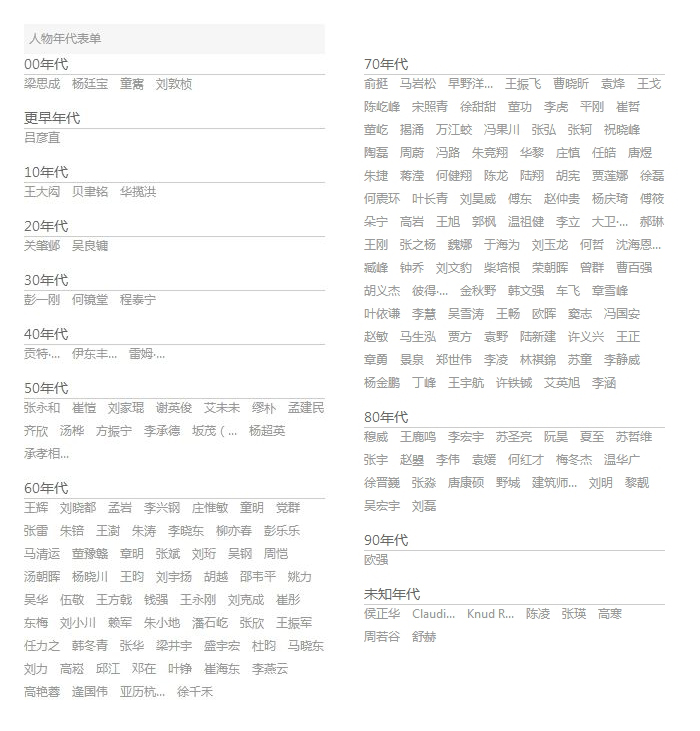 人物年代表单
00年代
梁思成 杨廷宝 童寯 刘敦桢
更早年代
吕彦直
10年代
王大闳 贝聿铭 华揽洪
20年代
关肇邺 吴良镛
30年代
彭一刚 何镜堂 程泰宁
40年代
贡特·... 伊东丰... 雷姆·...
50年代
张永和 崔愷 刘家琨 谢英俊 艾未未 缪朴 孟建民
齐欣 汤桦 方振宁 李承德 坂茂（... 杨超英
承孝相...
60年代
王辉 刘晓都 孟岩 李兴钢 庄惟敏 童明 党群
张雷 朱锫 王澍 朱涛 李晓东 柳亦春 彭乐乐
马清运 董豫赣 章明 张斌 刘珩 吴钢 周恺
汤朝晖 杨晓川 王昀 刘宇扬 胡越 邵韦平 姚力
吴华 伍敬 王方戟 钱强 王永刚 刘克成 崔彤
东梅 刘小川 赖军 朱小地 潘石屹 张欣 王振军
任力之 韩冬青 张华 梁井宇 盛宇宏 杜昀 马晓东
刘力 高崧 邱江 邓在 叶铮 崔海东 李燕云
高艳蓉 逄国伟 亚历杭... 徐千禾
70年代
俞挺 马岩松 早野洋... 王振飞 曹晓昕 袁烽 王戈
陈屹峰 宋照青 徐甜甜 董功 李虎 平刚 崔哲
董屹 揭涌 万江蛟 冯果川 张弘 张轲 祝晓峰
陶磊 周蔚 冯路 朱竞翔 华黎 庄慎 任皓 唐煜
朱捷 蒋滢 何健翔 陈龙 陆翔 胡宪 贾莲娜 徐磊
何震环 叶长青 刘昊威 傅东 赵仲贵 杨庆琦 傅筱
朵宁 高岩 王旭 郭枫 温祖健 李立 大卫·... 郝琳
王刚 张之杨 魏娜 于海为 刘玉龙 何哲 沈海恩...
臧峰 钟乔 刘文豹 柴培根 荣朝晖 曾群 曹百强
胡义杰 彼得·... 金秋野 韩文强 车飞 章雪峰
叶依谦 李慧 吴雪涛 王畅 欧晖 窦志 冯国安
赵敏 马生泓 贾方 袁野 陆新建 许义兴 王正
章勇 景泉 郑世伟 李凌 林祺锦 苏童 李静威
杨金鹏 丁峰 王宇航 许铁铖 艾英旭 李涵
80年代
穆威 王鹿鸣 李宏宇 苏圣亮 阮昊 夏至 苏哲维
张宇 赵曌 李伟 袁媛 何红才 梅冬杰 温华广
徐晋巍 张淼 唐康硕 野城 建筑师... 刘明 黎靓
吴宏宇 刘磊
90年代
欧强
未知年代
侯正华 Claudi... Knud R... 陈凌 张瑛 高寒
周若谷 舒赫